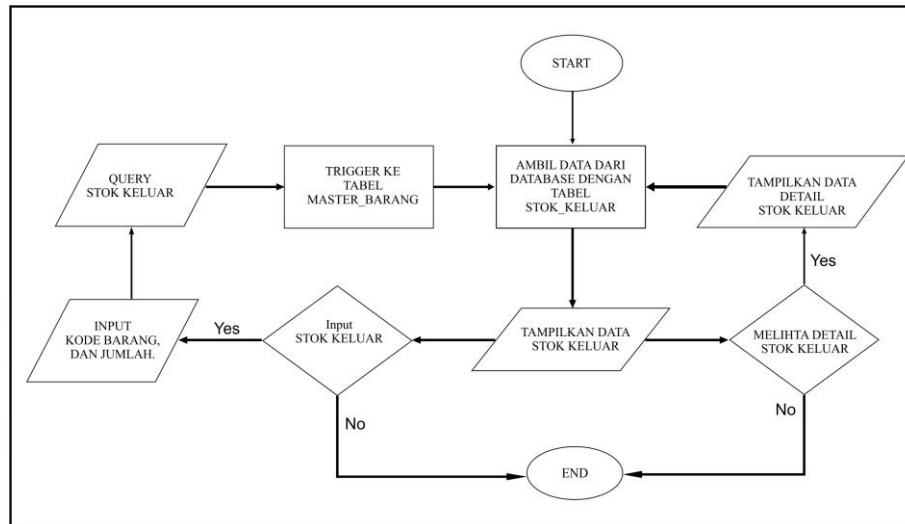 START
QUERY
STOK KELUAR
TRIGGER KE
TABEL
MASTER_BARANG
AMBIL DATA DARI
DATABASE DENGAN
TABEL
STOK_KELUAR
TAMPILKAN DATA
DETAIL
STOK KELUAR
Yes
INPUT
KODE BARANG,
DAN JUMLAH.
Yes
Input
STOK KELUAR
TAMPILKAN DATA
STOK KELUAR
MELIHTA DETAIL
STOK KELUAR
No
No
END